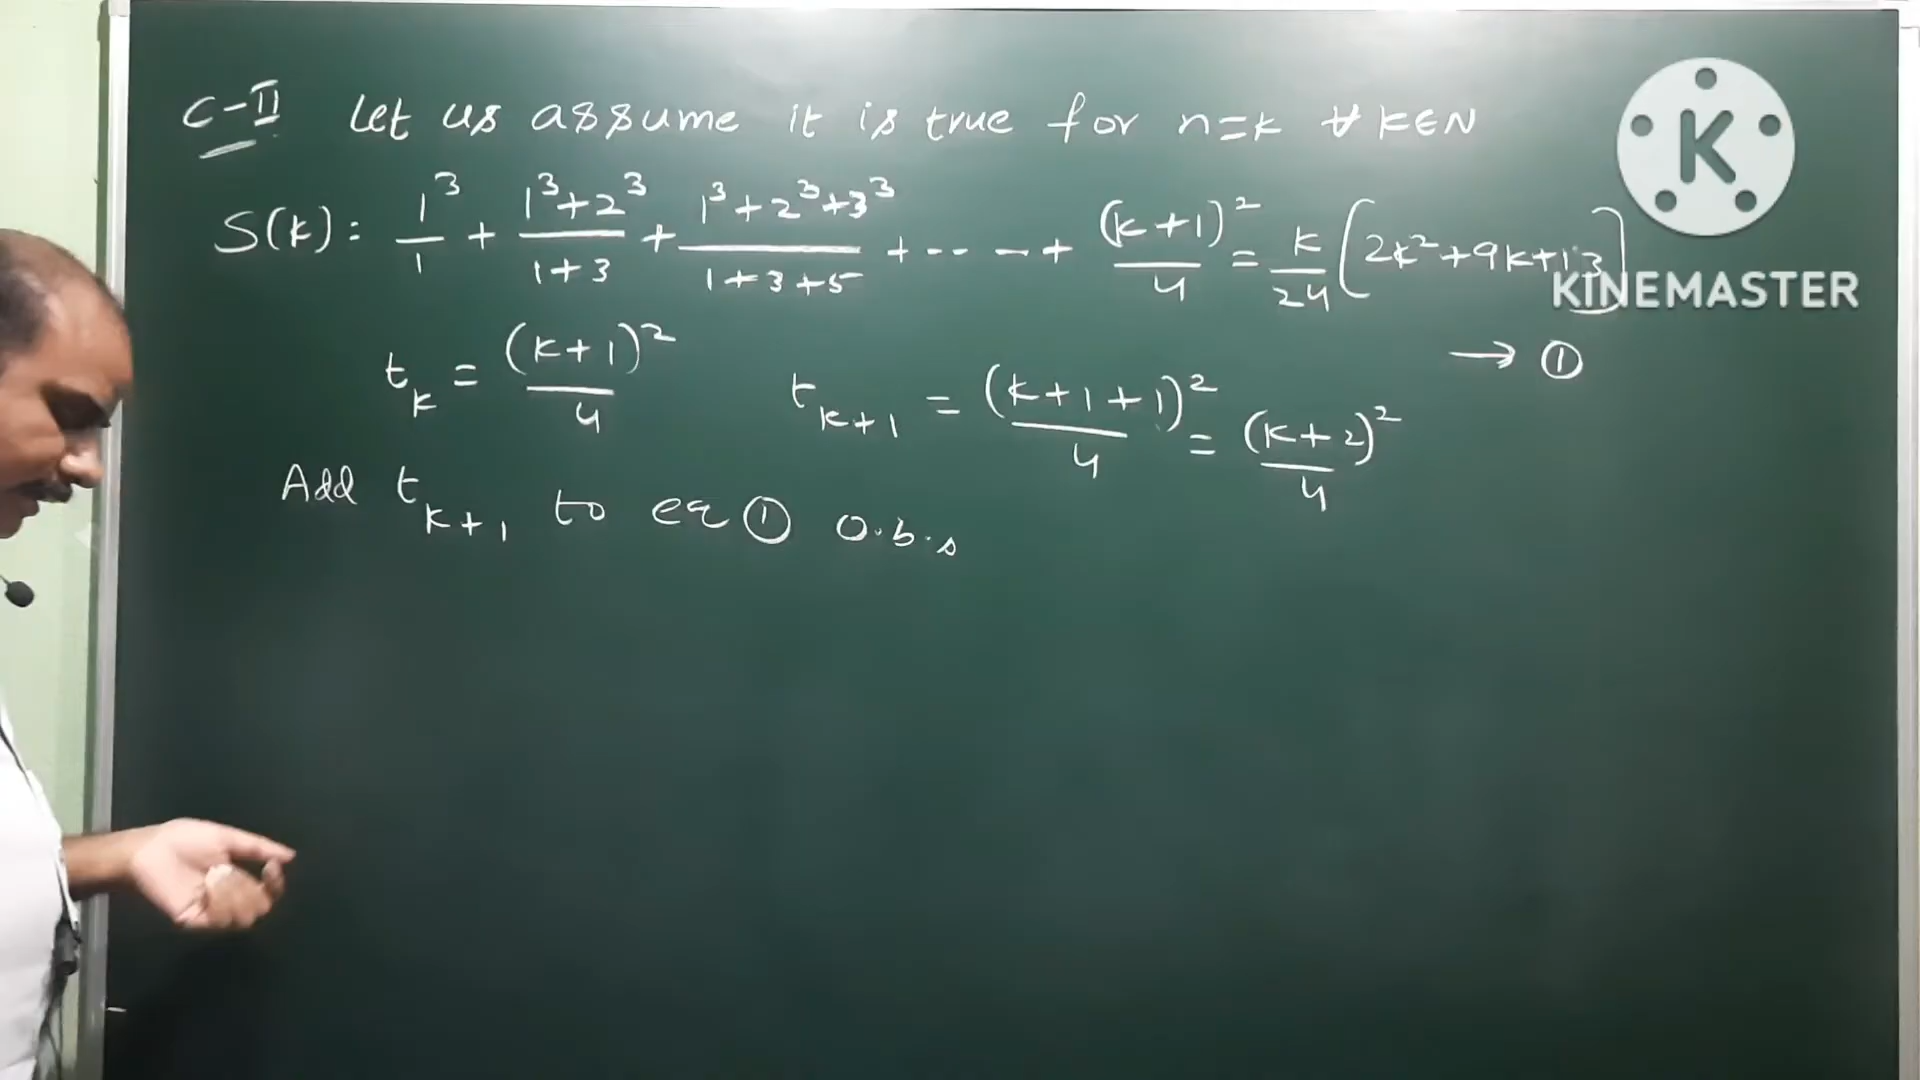 C-II Let us assume it is true for n=k ∀ k∈N
S(k): 1³/1 + (1³+2³)/(1+3) + (1³+2³+3³)/(1+3+5) + ----+ (k+1)²/4 = k/24 [2k²+9k+13]
→ ①
t_k = (k+1)²/4 t_{k+1} = (k+1+1)²/4 = (k+2)²/4
Add t_{k+1} to eq ① o.b.s
K
KINEMASTER